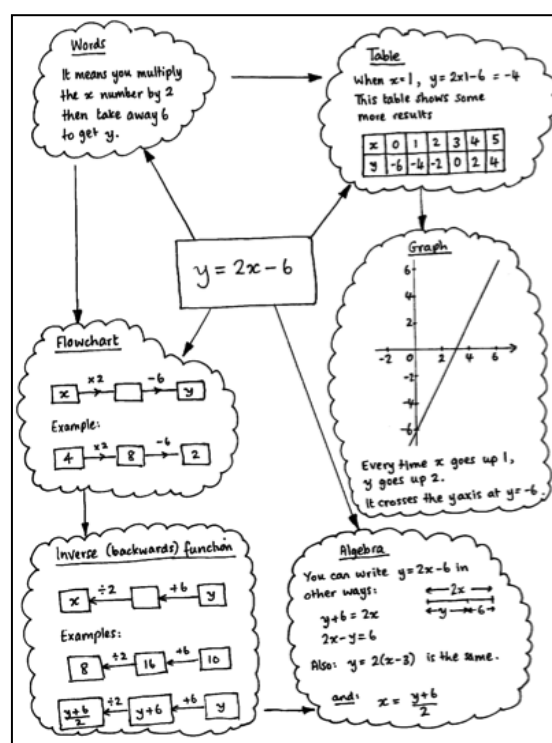 Words
It means you multiply
the x number by 2
then take away 6
to get y.
Table
When x=1, y=2x1-6 = -4
This table shows some
more results
x 0 1 2 3 4 5
y -6 -4 -2 0 2 4
y = 2x - 6
Graph
6
4
2
-2 0 2 4 6
-2
-4
-6
Every time x goes up 1,
y goes up 2.
It crosses the y axis at y=-6.
Flowchart
×2 -6
x y
Example:
×2 -6
4 8 2
Inverse (backwards) function
÷2 +6
x y
Examples:
÷2 +6
8 16 10
÷2 +6
y+6/2 y+6 y
Algebra
You can write y=2x-6 in
other ways:
2x
y 6
y+6 = 2x
2x-y = 6
Also: y=2(x-3) is the same.
and: x = y+6/2